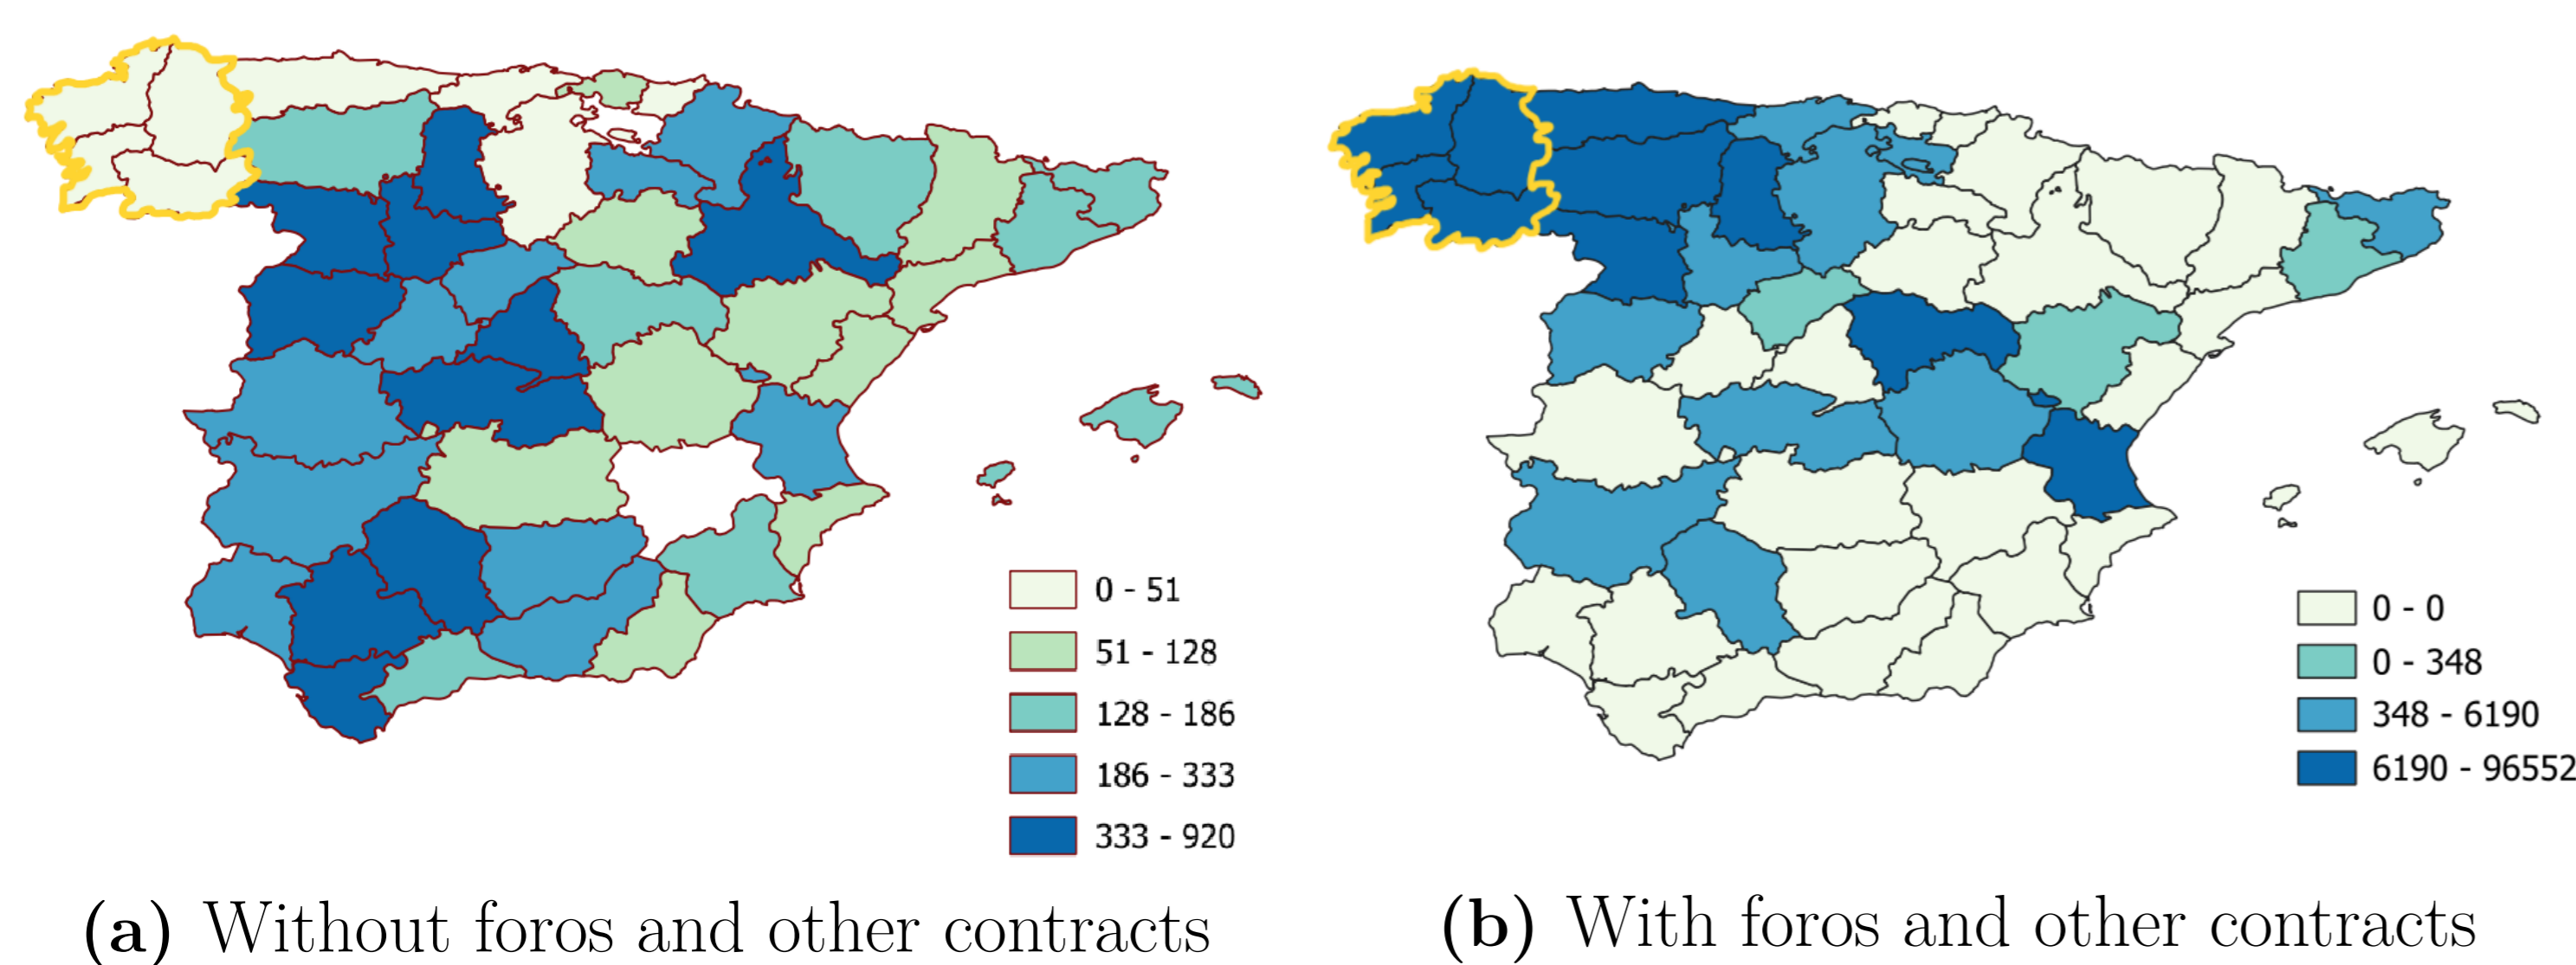 0 - 51
51 - 128
128 - 186
186 - 333
333 - 920
0 - 0
0 - 348
348 - 6190
6190 - 96552
(a) Without foros and other contracts
(b) With foros and other contracts